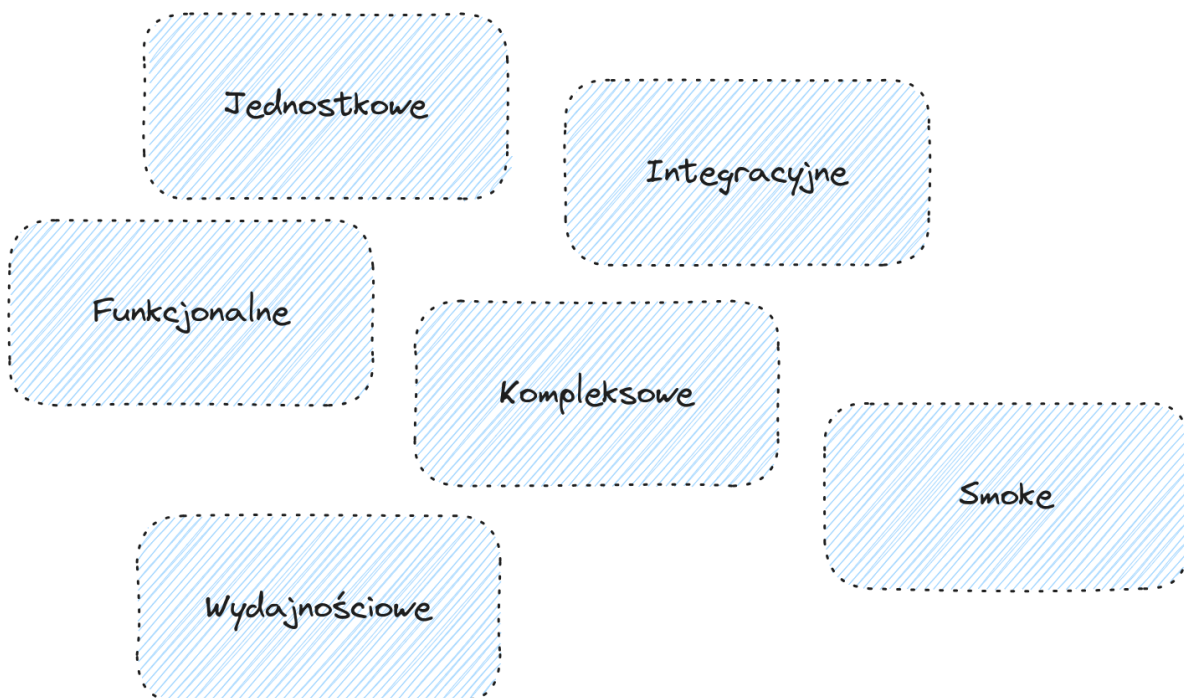 Jednostkowe
Integracyjne
Funkcjonalne
Kompleksowe
Smoke
Wydajnościowe